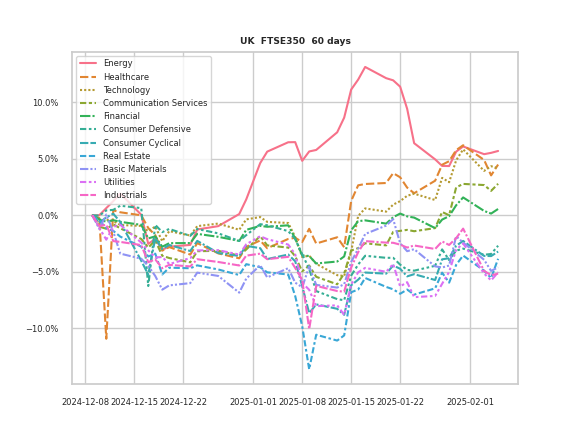 UK FTSE350 60 days
Energy
Healthcare
Technology
Communication Services
Financial
Consumer Defensive
Consumer Cyclical
Real Estate
Basic Materials
Utilities
Industrials
10.0%
5.0%
0.0%
−5.0%
−10.0%
2024-12-08 2024-12-15 2024-12-22 2025-01-01 2025-01-08 2025-01-15 2025-01-22 2025-02-01